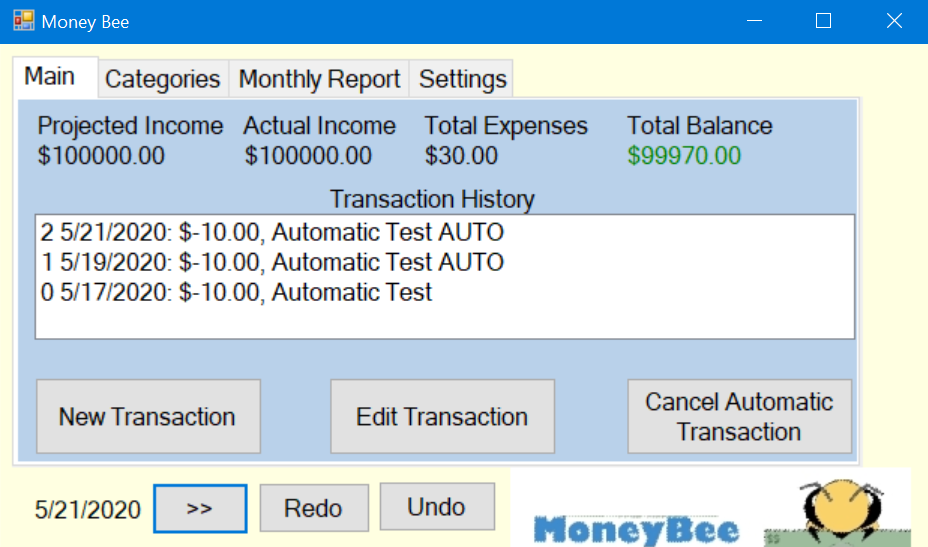 Money Bee
Main Categories Monthly Report Settings
Projected Income Actual Income Total Expenses Total Balance
$100000.00 $100000.00 $30.00 $99970.00
Transaction History
2 5/21/2020: $-10.00, Automatic Test AUTO
1 5/19/2020: $-10.00, Automatic Test AUTO
0 5/17/2020: $-10.00, Automatic Test
New Transaction Edit Transaction Cancel Automatic
Transaction
5/21/2020 >> Redo Undo
MoneyBee
$$